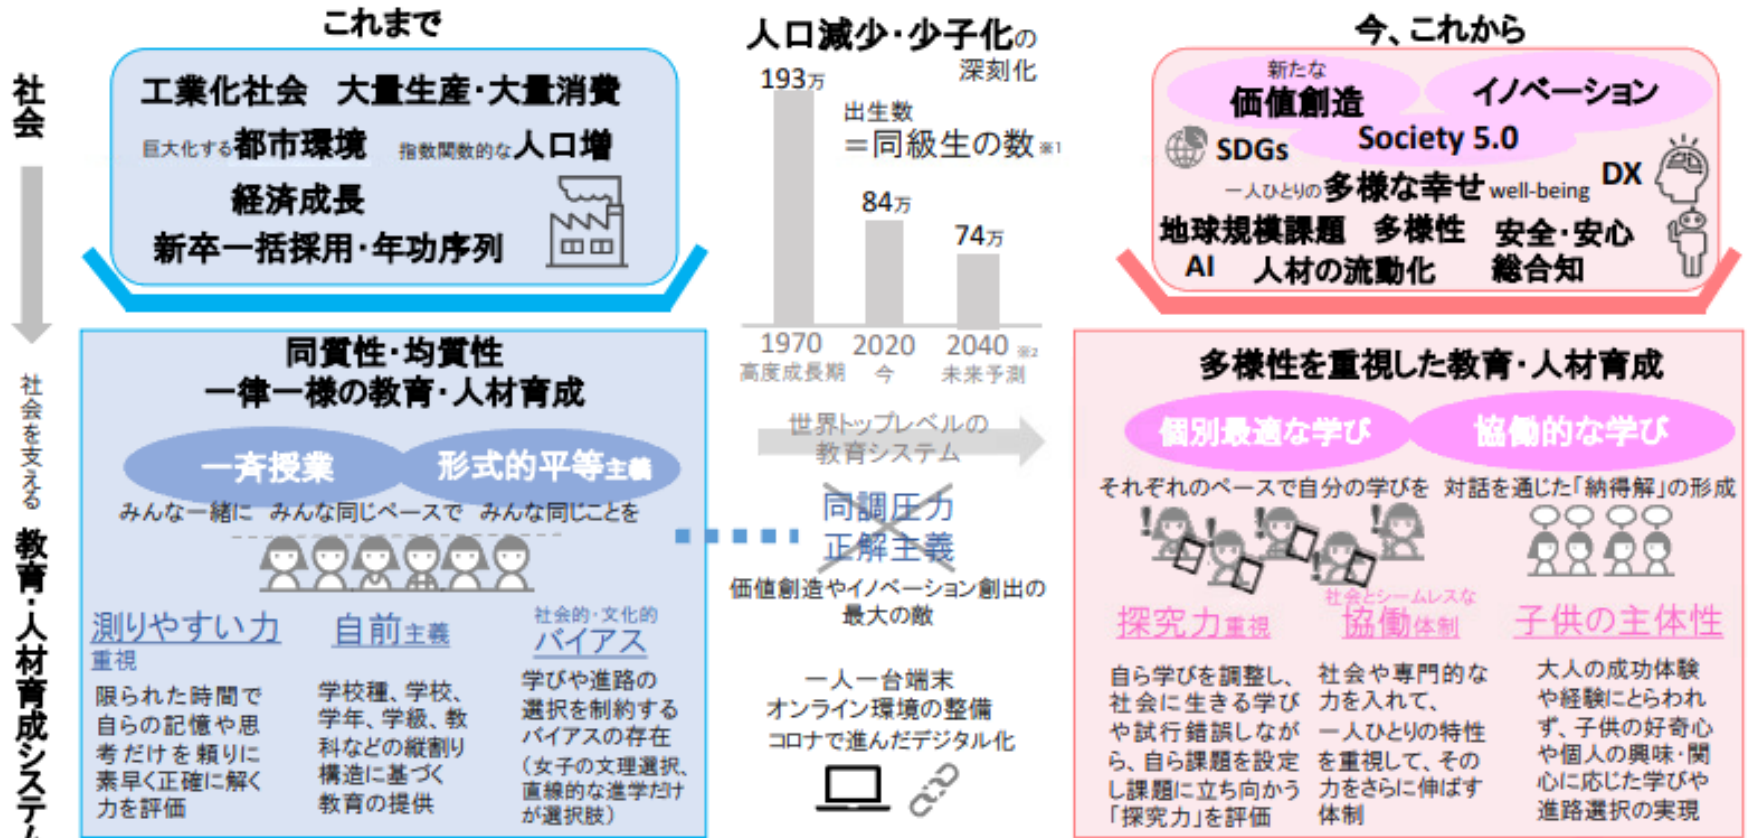 これまで
社会
工業化社会 大量生産・大量消費
巨大化する都市環境 指数関数的な人口増
経済成長
新卒一括採用・年功序列
社会を支える
教育・人材育成システム
同質性・均質性
一律一様の教育・人材育成
一斉授業 形式的平等主義
みんな一緒に みんな同じペースで みんな同じことを
測りやすい力
重視
限られた時間で
自らの記憶や思
考だけを頼りに
素早く正確に解く
力を評価
自前主義
学校種、学校、
学年、学級、教
科などの縦割り
構造に基づく
教育の提供
社会的・文化的
バイアス
学びや進路の
選択を制約する
バイアスの存在
(女子の文理選択、
直線的な進学だけ
が選択肢)
人口減少・少子化の
深刻化
193万
出生数
=同級生の数 ※1
84万
74万
1970 2020 2040 ※2
高度成長期 今 未来予測
世界トップレベルの
教育システム
同調圧力
正解主義
価値創造やイノベーション創出の
最大の敵
一人一台端末
オンライン環境の整備
コロナで進んだデジタル化
今、これから
新たな
価値創造
イノベーション
Society 5.0
SDGs
一人ひとりの多様な幸せ well-being
DX
地球規模課題 多様性 安全・安心
AI 人材の流動化 総合知
多様性を重視した教育・人材育成
個別最適な学び 協働的な学び
それぞれのペースで自分の学びを 対話を通じた「納得解」の形成
探究力重視
自ら学びを調整し、
社会に生きる学び
や試行錯誤しなが
ら、自ら課題を設定
し課題に立ち向かう
「探究力」を評価
社会とシームレスな
協働体制
社会や専門的な
力を入れて、
一人ひとりの特性
を重視して、その
力をさらに伸ばす
体制
子供の主体性
大人の成功体験
や経験にとらわれ
ず、子供の好奇心
や個人の興味・関
心に応じた学びや
進路選択の実現